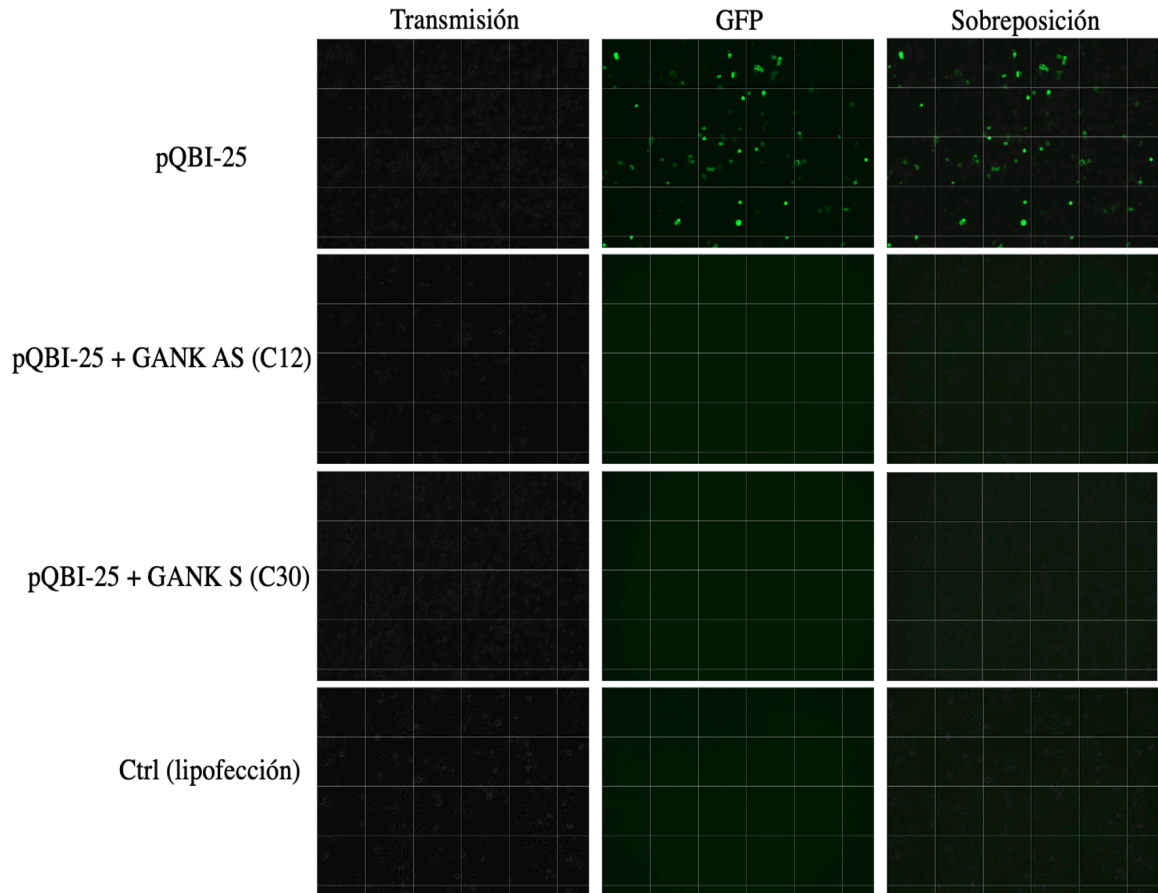 Transmisión
GFP
Sobreposición
pQBI-25
pQBI-25 + GANK AS (C12)
pQBI-25 + GANK S (C30)
Ctrl (lipofección)